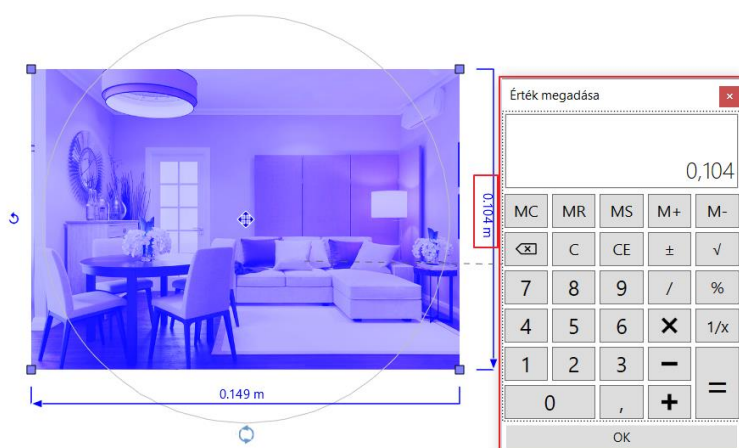 Érték megadása
0,104
MC MR MS M+ M-
C CE ± √
7 8 9 / %
4 5 6 × 1/x
1 2 3 − =
0 , +
OK
0.104 m
0.149 m